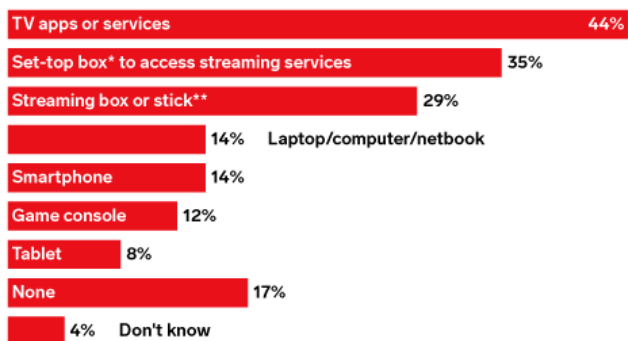 TV apps or services 44%
Set-top box* to access streaming services 35%
Streaming box or stick** 29%
14% Laptop/computer/netbook
Smartphone 14%
Game console 12%
Tablet 8%
None 17%
4% Don't know